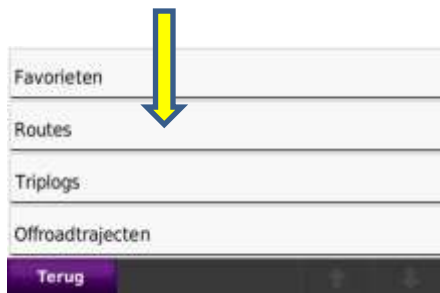 Favorieten
Routes
Triplogs
Offroadtrajecten
Terug